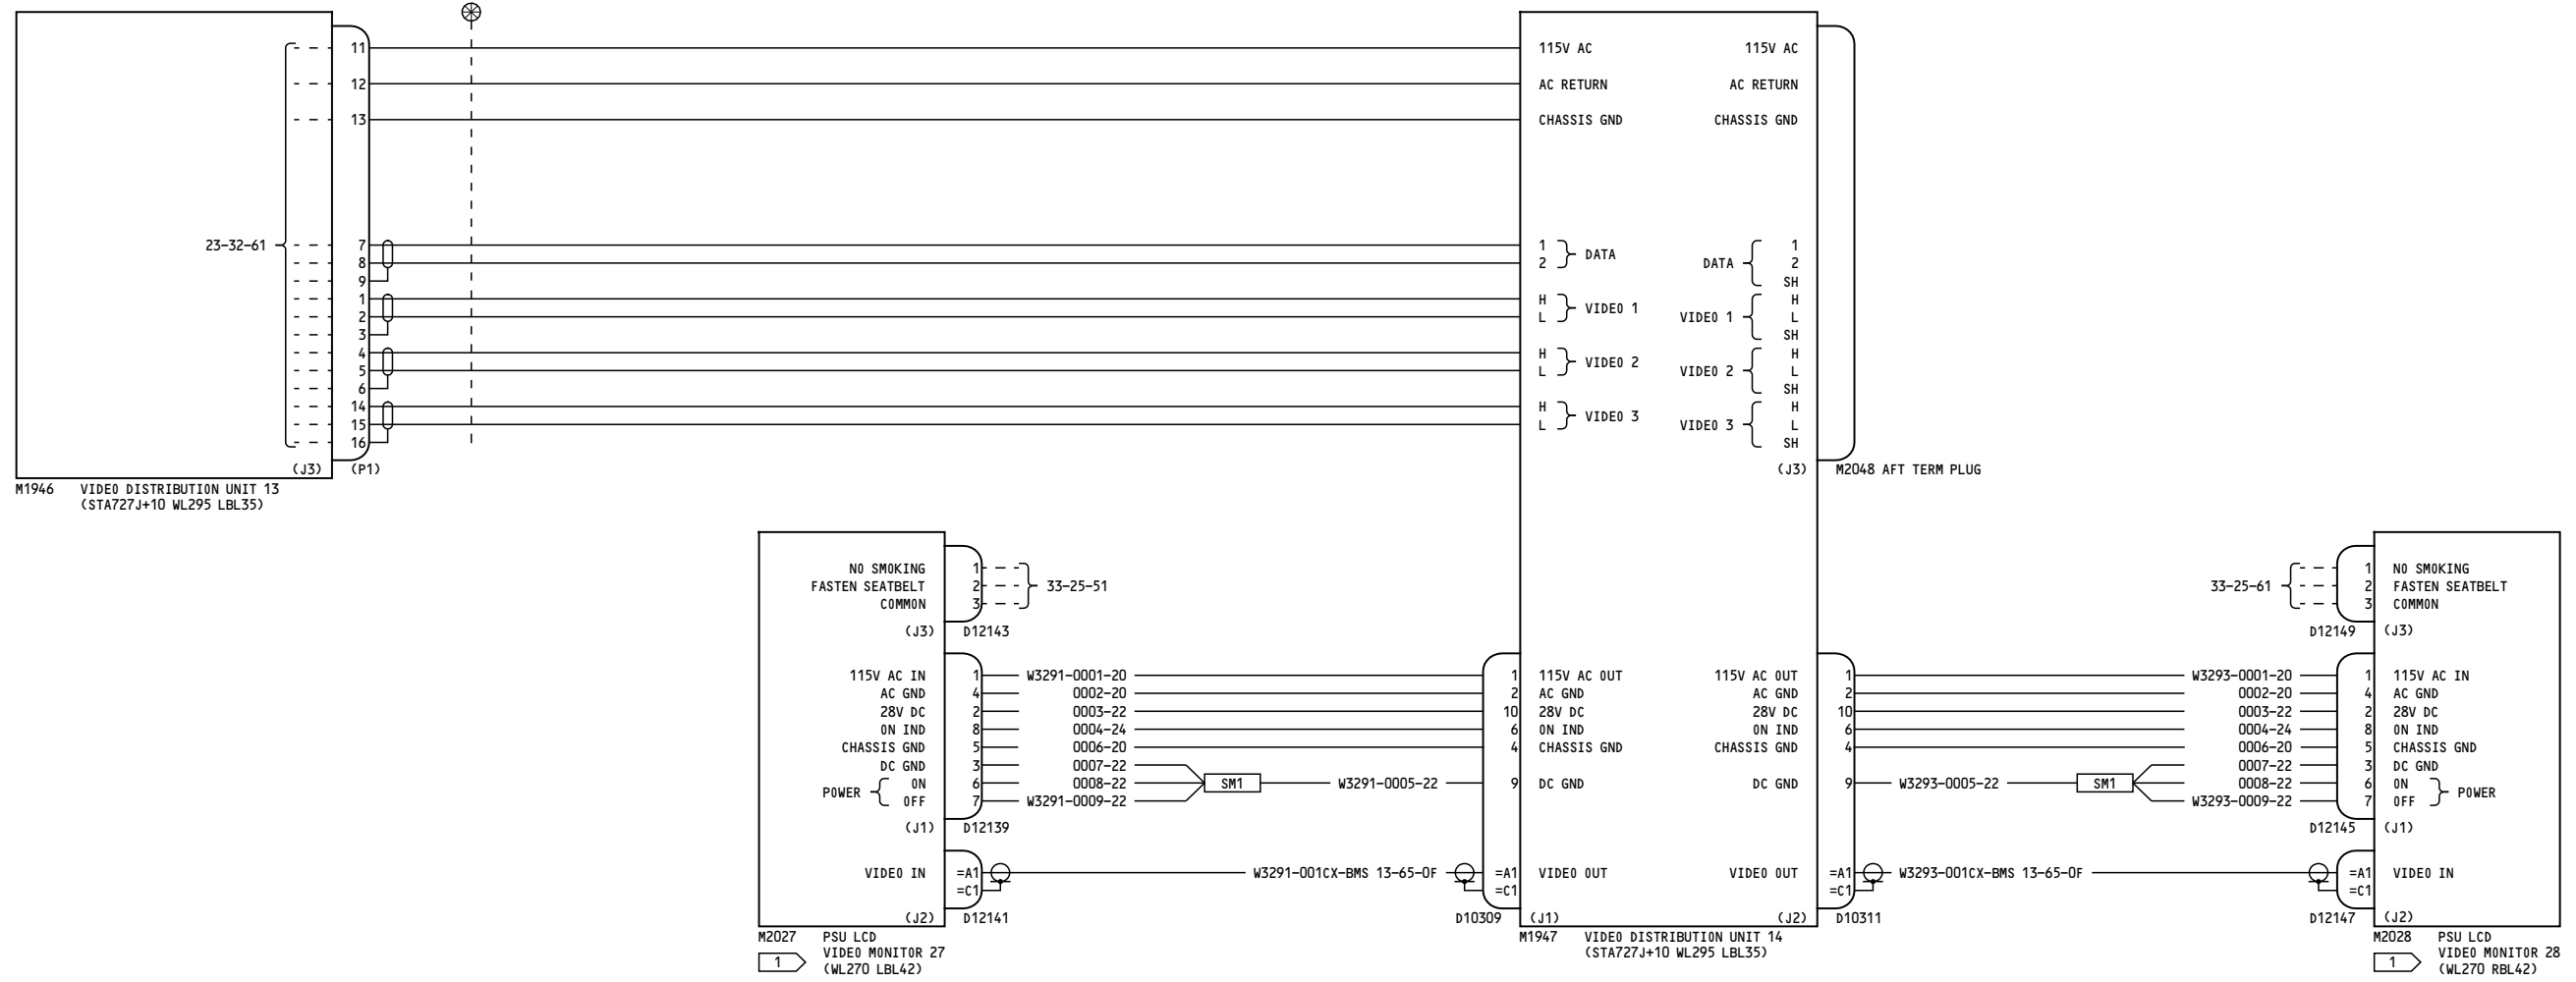 11 115V AC 115V AC
12 AC RETURN AC RETURN
13 CHASSIS GND CHASSIS GND
23-32-61
7 1 1
8 2 DATA DATA 2
9 SH
1 H H
2 L VIDEO 1 VIDEO 1 L
3 SH
4 H H
5 L VIDEO 2 VIDEO 2 L
6 SH
14 H H
15 L VIDEO 3 VIDEO 3 L
16 SH
(J3) (P1) (J3) M2048 AFT TERM PLUG
M1946 VIDEO DISTRIBUTION UNIT 13
(STA727J+10 WL295 LBL35)
NO SMOKING 1 1 NO SMOKING
FASTEN SEATBELT 2 33-25-51 33-25-61 2 FASTEN SEATBELT
COMMON 3 3 COMMON
(J3) D12143 D12149 (J3)
115V AC IN 1 W3291-0001-20 1 115V AC OUT 115V AC OUT 1 W3293-0001-20 1 115V AC IN
AC GND 4 0002-20 2 AC GND AC GND 2 0002-20 4 AC GND
28V DC 2 0003-22 10 28V DC 28V DC 10 0003-22 2 28V DC
ON IND 8 0004-24 6 ON IND ON IND 6 0004-24 8 ON IND
CHASSIS GND 5 0006-20 4 CHASSIS GND CHASSIS GND 4 0006-20 5 CHASSIS GND
DC GND 3 0007-22 0007-22 3 DC GND
ON 6 0008-22 SM1 W3291-0005-22 9 DC GND DC GND 9 W3293-0005-22 SM1 0008-22 6 ON
POWER POWER
OFF 7 W3291-0009-22 W3293-0009-22 7 OFF
(J1) D12139 D12145 (J1)
VIDEO IN =A1 W3291-001CX-BMS 13-65-0F =A1 VIDEO OUT VIDEO OUT =A1 W3293-001CX-BMS 13-65-0F =A1 VIDEO IN
=C1 =C1 =C1 =C1
(J2) D12141 D10309 (J1) (J2) D10311 D12147 (J2)
M2027 PSU LCD
VIDEO MONITOR 27
(WL270 LBL42)
1
M1947 VIDEO DISTRIBUTION UNIT 14
(STA727J+10 WL295 LBL35)
M2028 PSU LCD
VIDEO MONITOR 28
(WL270 RBL42)
1